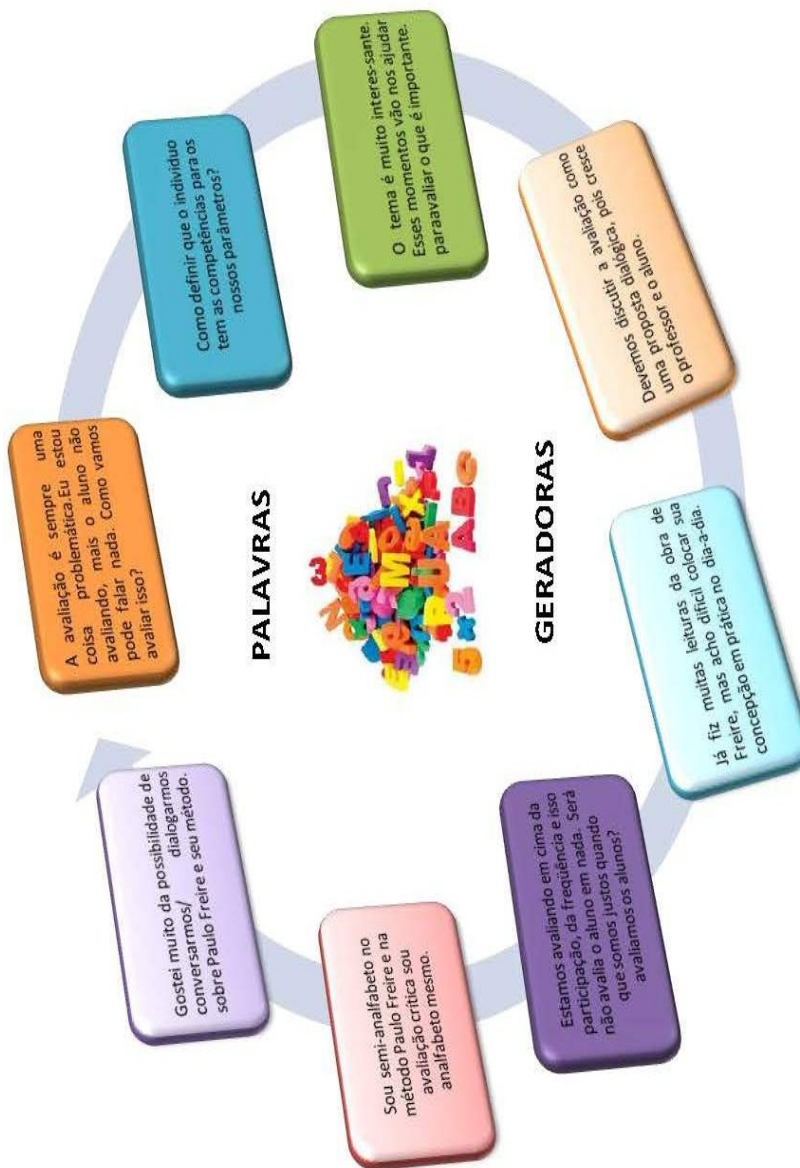 PALAVRAS
GERADORAS
A avaliação é sempre uma
coisa problemática.Eu estou
avaliando, mais o aluno não
pode falar nada. Como vamos
avaliar isso?
Como definir que o individuo
tem as competências para os
nossos parâmetros?
O tema é muito interes-sante.
Esses momentos vão nos ajudar
paraavaliar o que é importante.
Devemos discutir a avaliação como
uma proposta dialógica, pois cresce
o professor e o aluno.
Já fiz muitas leituras da obra de
Freire, mas acho difícil colocar sua
concepção em prática no dia-a-dia.
Estamos avaliando em cima da
participação, da freqüência e isso
não avalia o aluno em nada. Será
que somos justos quando
avaliamos os alunos?
Sou semi-analfabeto no
método Paulo Freire e na
avaliação crítica sou
analfabeto mesmo.
Gostei muito da possibilidade de
conversarmos/ dialogarmos
sobre Paulo Freire e seu método.
5 x 2 ABC